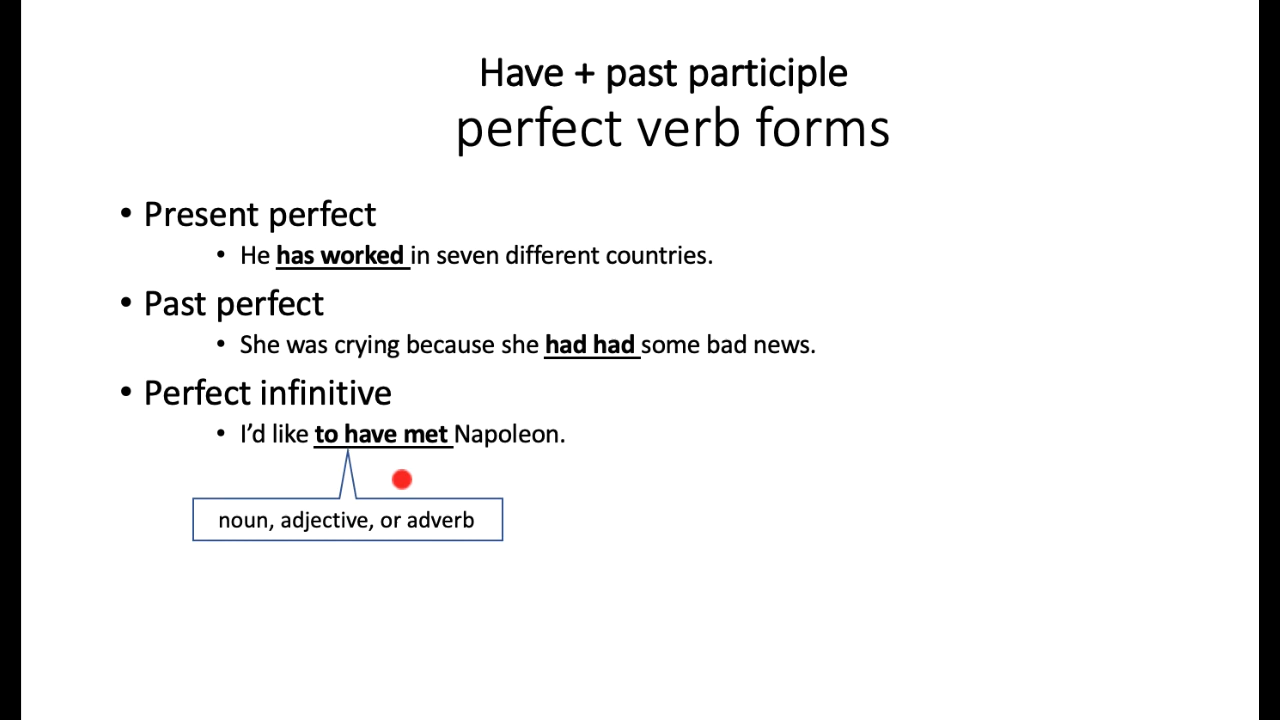 Have + past participle
perfect verb forms
• Present perfect
• He has worked in seven different countries.
• Past perfect
• She was crying because she had had some bad news.
• Perfect infinitive
• I’d like to have met Napoleon.
noun, adjective, or adverb